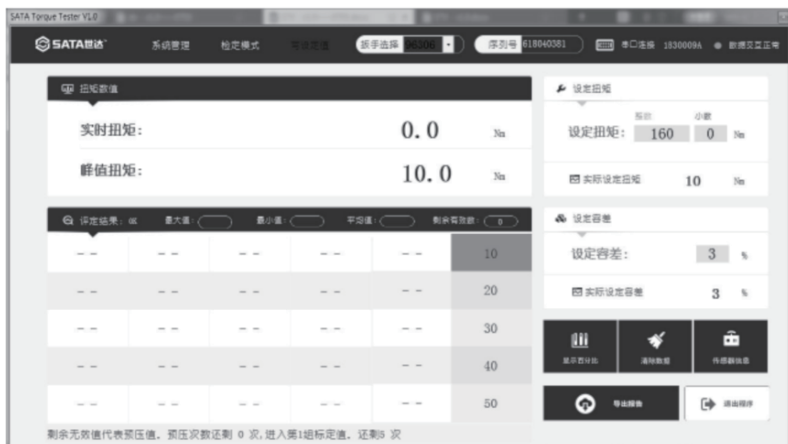 SATA Torque Tester V1.0
SATA世达 系统管理 检定模式 扳手选择 96306 序列号 618040381 串口连接 1830009A 数据交互正常
扭矩数值
实时扭矩: 0.0 Nm
峰值扭矩: 10.0 Nm
设定扭矩
整数 小数
设定扭矩: 160 0 Nm
实际设定扭矩 10 Nm
评定结果: 最大值: 最小值: 平均值: 剩余有效数: 0
-- -- -- -- 10
-- -- -- -- 20
-- -- -- -- 30
-- -- -- -- 40
-- -- -- -- 50
剩余无效值代表预压值。预压次数还剩 0 次,进入第1组标定值。还剩5 次
设定容差
设定容差: 3 %
实际设定容差 3 %
显示百分比 清除数据 传感器信息
导出报告 退出程序